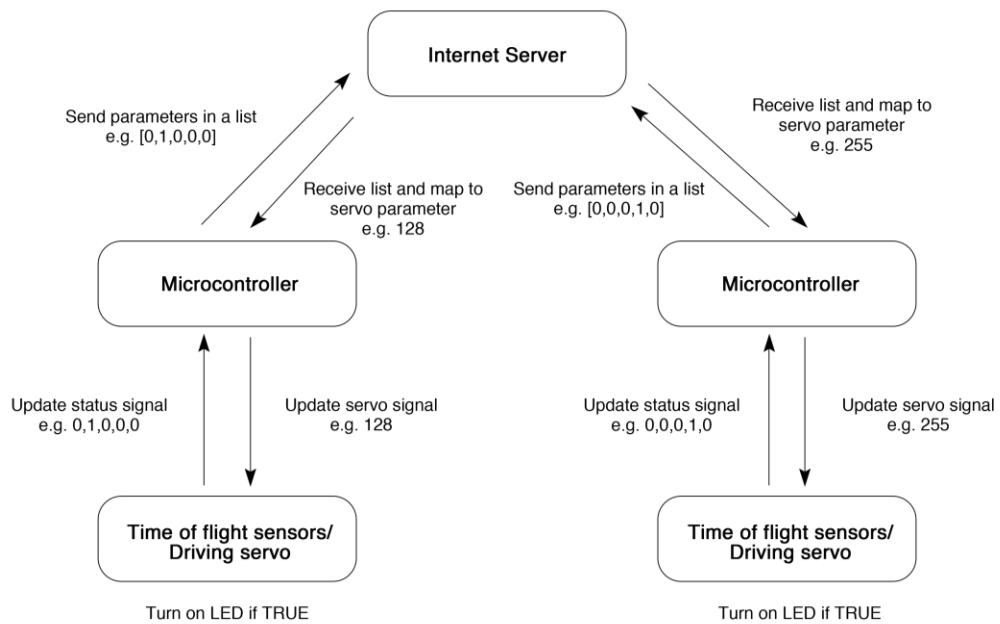 Internet Server
Send parameters in a list
e.g. [0,1,0,0,0]
Receive list and map to
servo parameter
e.g. 128
Receive list and map to
servo parameter
e.g. 255
Send parameters in a list
e.g. [0,0,0,1,0]
Microcontroller
Microcontroller
Update status signal
e.g. 0,1,0,0,0
Update servo signal
e.g. 128
Update status signal
e.g. 0,0,0,1,0
Update servo signal
e.g. 255
Time of flight sensors/
Driving servo
Time of flight sensors/
Driving servo
Turn on LED if TRUE
Turn on LED if TRUE